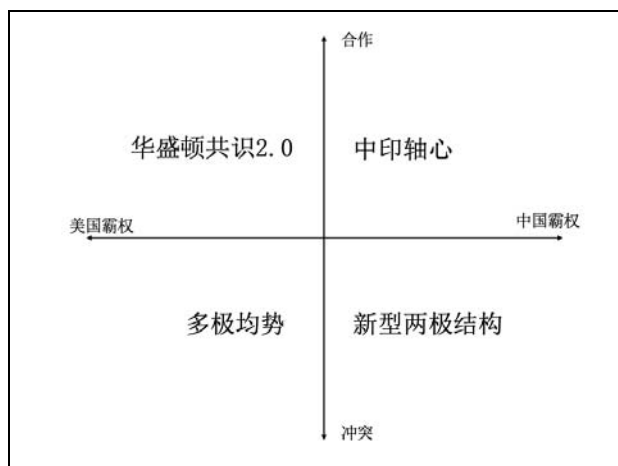 合作
华盛顿共识2.0
中印轴心
美国霸权
中国霸权
多极均势
新型两极结构
冲突